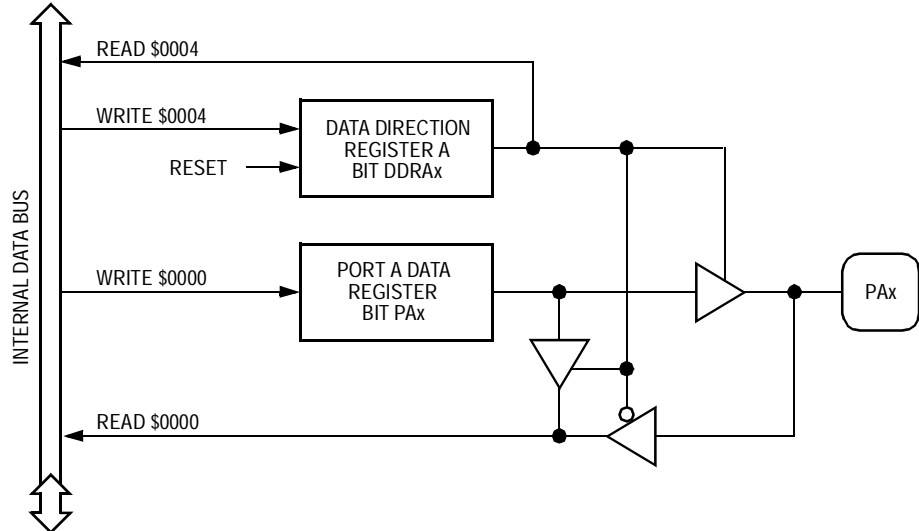 READ $0004
WRITE $0004
DATA DIRECTION
REGISTER A
BIT DDRAx
RESET
INTERNAL DATA BUS
WRITE $0000
PORT A DATA
REGISTER
BIT PAx
PAx
READ $0000